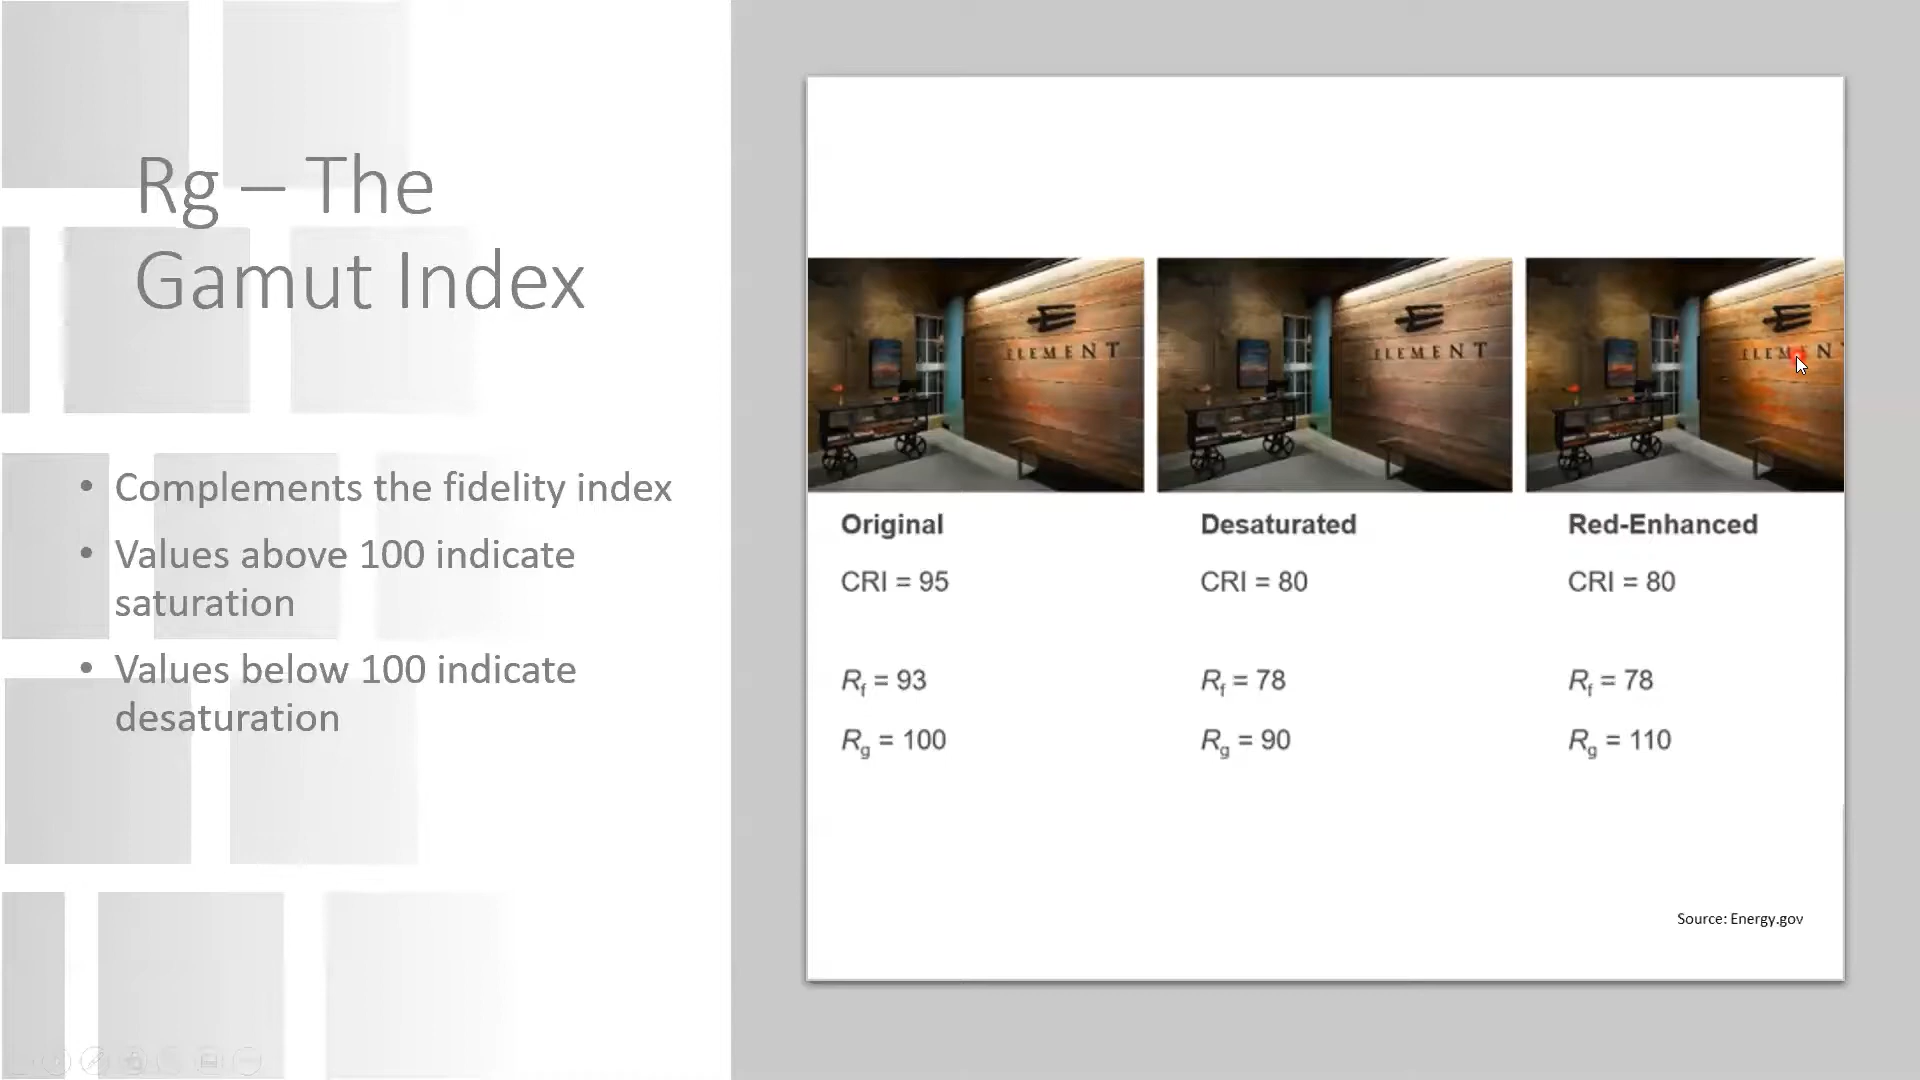 Rg – The
Gamut Index
• Complements the fidelity index
• Values above 100 indicate
saturation
• Values below 100 indicate
desaturation
ELEMENT
ELEMENT
ELEMEN
Original
Desaturated
Red-Enhanced
CRI = 95
CRI = 80
CRI = 80
Rf = 93
Rf = 78
Rf = 78
Rg = 100
Rg = 90
Rg = 110
Source: Energy.gov